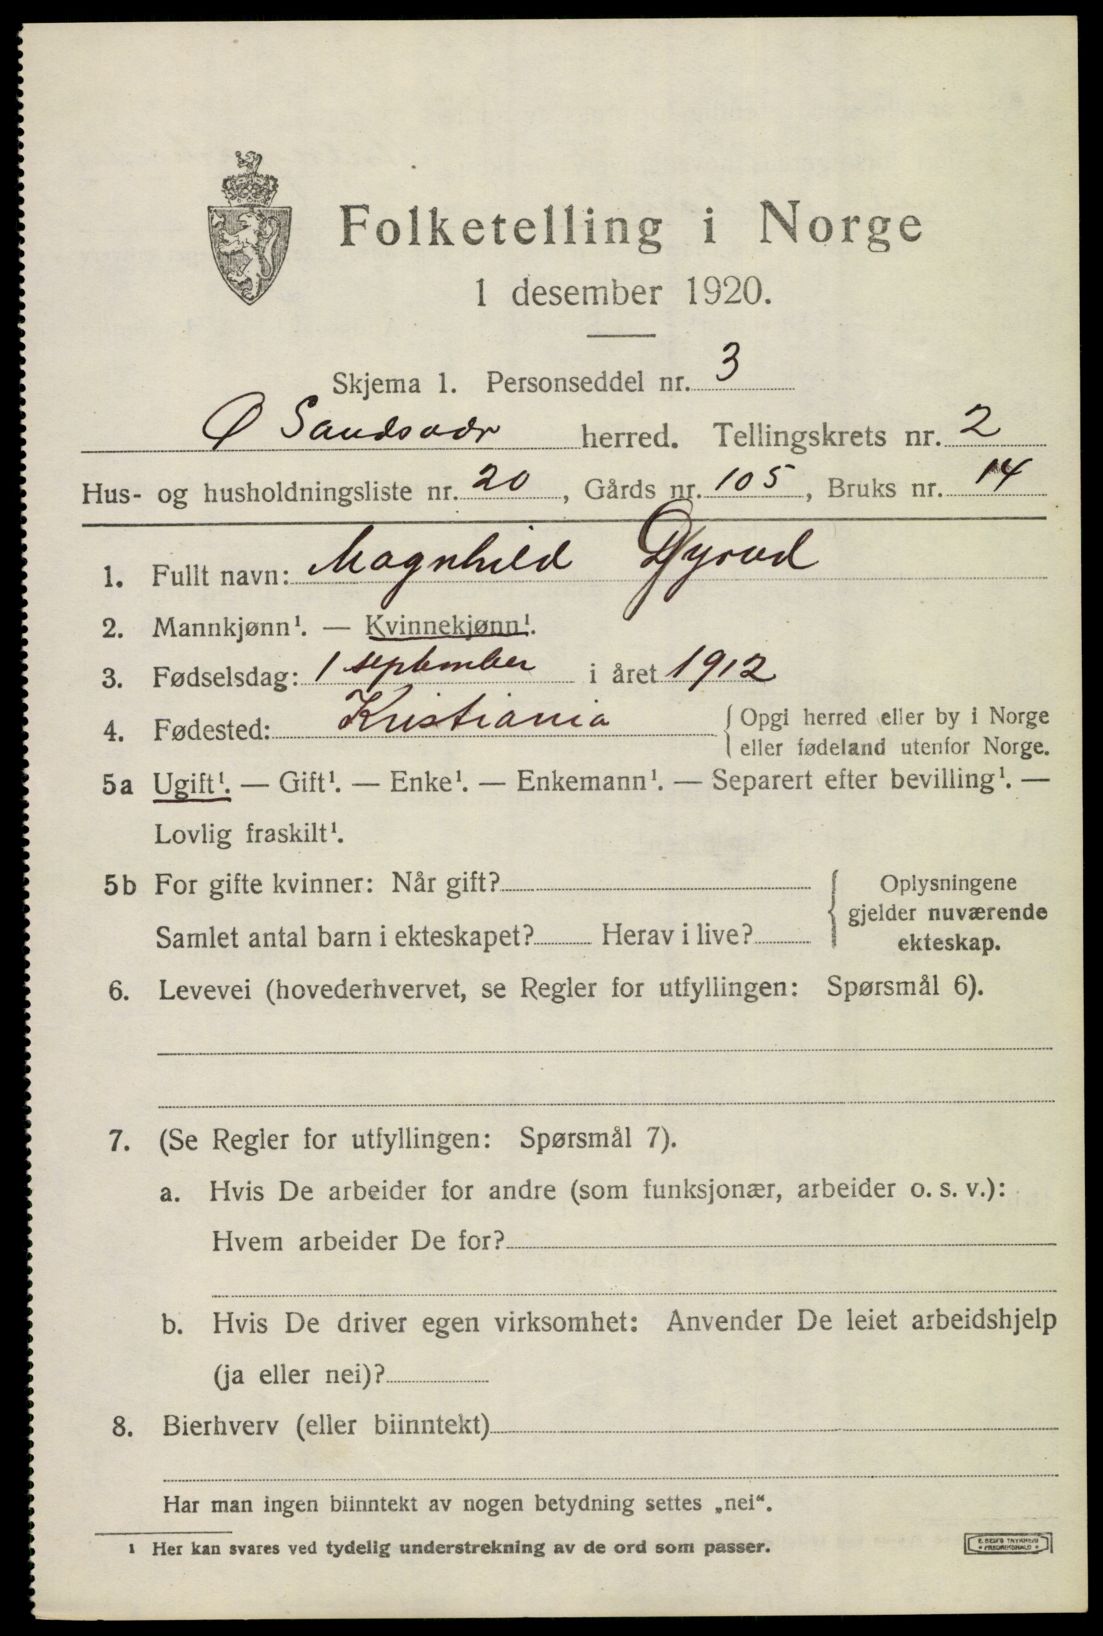 Folketelling i Norge
1 desember 1920.
Skjema 1. Personseddel nr. 3
Ø Sandsvær herred. Tellingskrets nr. 2
Hus- og husholdningsliste nr. 20, Gårds nr. 105, Bruks nr. 14
1. Fullt navn: Magnhild Dyrud
2. Mannkjønn¹. — Kvinnekjønn¹.
3. Fødselsdag: 1 september i året 1912
4. Fødested: Kristiania { Opgi herred eller by i Norge
eller fødeland utenfor Norge.
5a Ugift¹. — Gift¹. — Enke¹. — Enkemann¹. — Separert efter bevilling¹. —
Lovlig fraskilt¹.
5b For gifte kvinner: Når gift?
Samlet antal barn i ekteskapet? Herav i live?
{ Oplysningene
gjelder nuværende
ekteskap.
6. Levevei (hovederhvervet, se Regler for utfyllingen: Spørsmål 6).
7. (Se Regler for utfyllingen: Spørsmål 7).
a. Hvis De arbeider for andre (som funksjonær, arbeider o. s. v.):
Hvem arbeider De for?
b. Hvis De driver egen virksomhet: Anvender De leiet arbeidshjelp
(ja eller nei)?
8. Bierhverv (eller biinntekt)
Har man ingen biinntekt av nogen betydning settes „nei“.
¹ Her kan svares ved tydelig understrekning av de ord som passer.